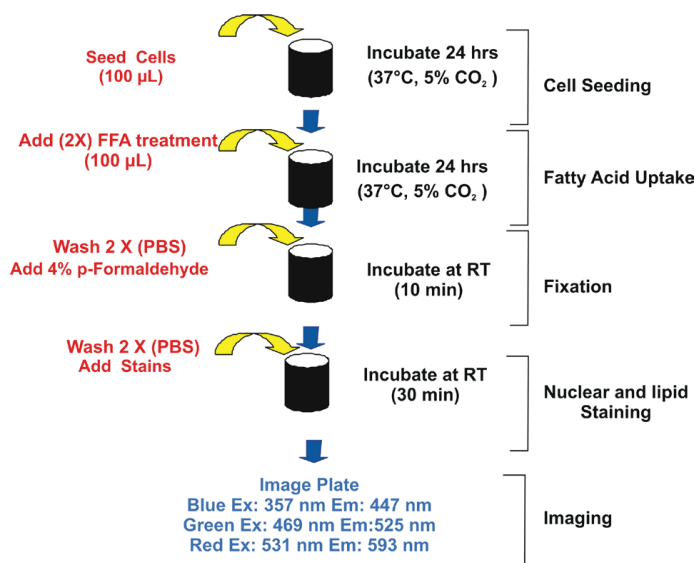 Seed Cells
(100 µL)
Incubate 24 hrs
(37°C, 5% CO₂ )
Cell Seeding
Add (2X) FFA treatment
(100 µL)
Incubate 24 hrs
(37°C, 5% CO₂ )
Fatty Acid Uptake
Wash 2 X (PBS)
Add 4% p-Formaldehyde
Incubate at RT
(10 min)
Fixation
Wash 2 X (PBS)
Add Stains
Incubate at RT
(30 min)
Nuclear and lipid
Staining
Image Plate
Blue Ex: 357 nm Em: 447 nm
Green Ex: 469 nm Em:525 nm
Red Ex: 531 nm Em: 593 nm
Imaging